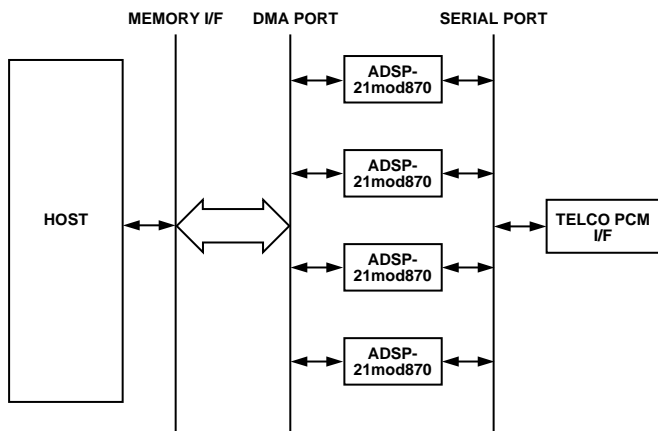 MEMORY I/F DMA PORT SERIAL PORT
ADSP-
21mod870
ADSP-
21mod870
HOST
TELCO PCM
I/F
ADSP-
21mod870
ADSP-
21mod870